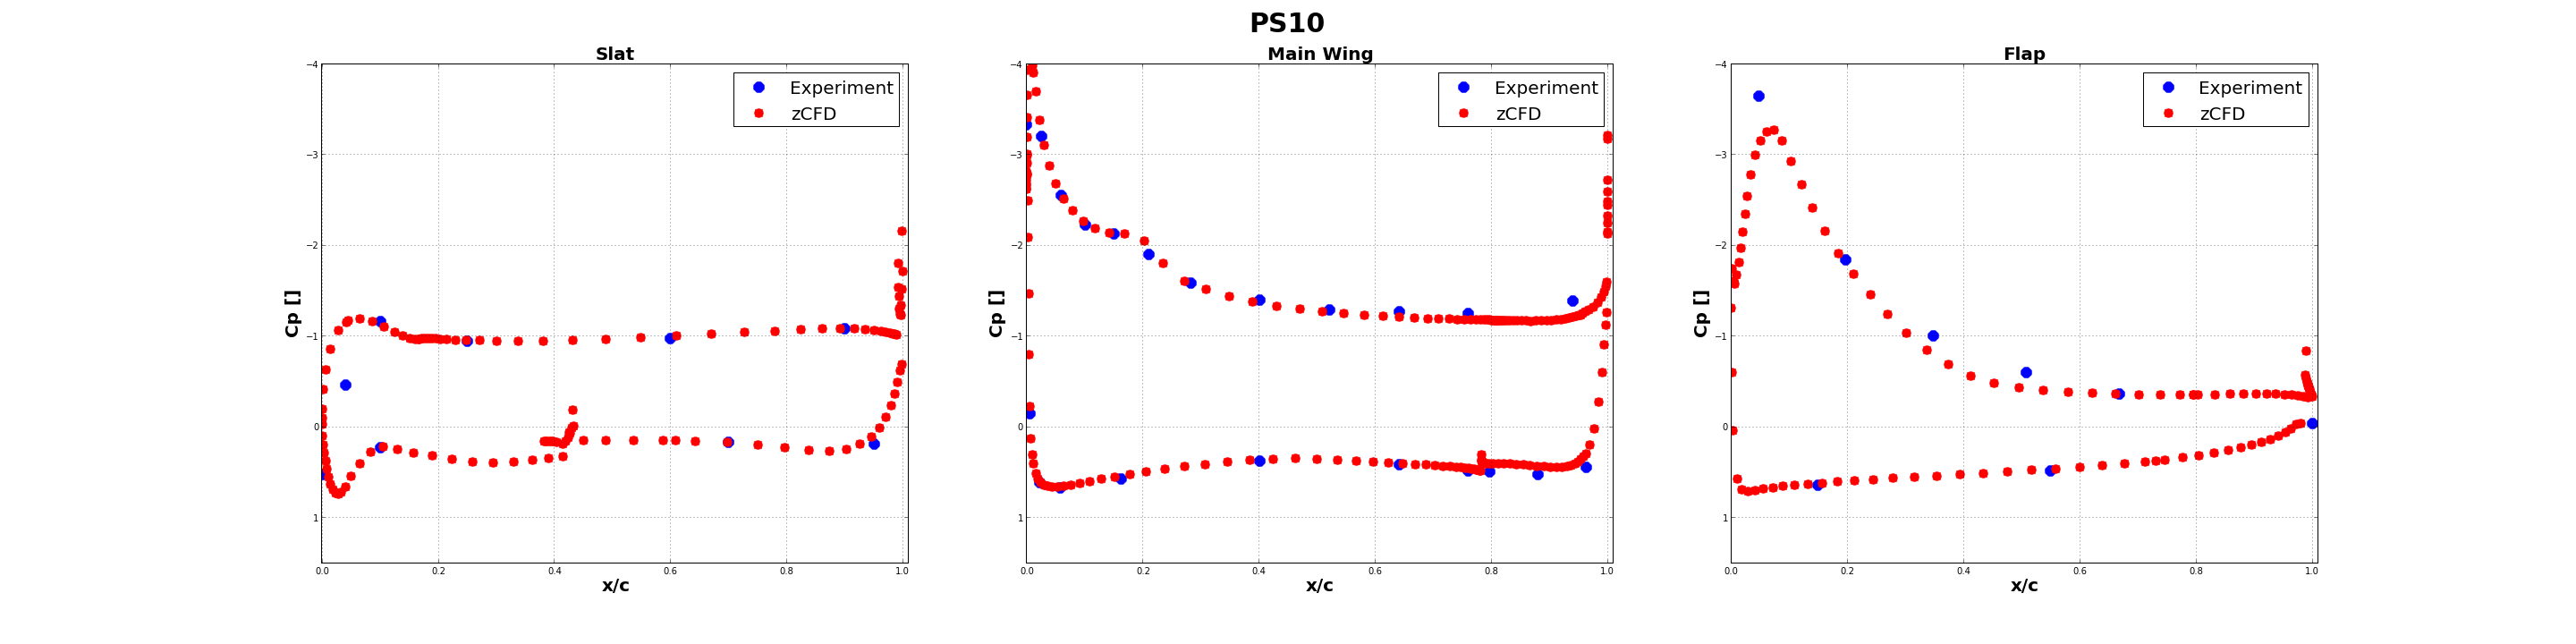 PS10
Slat
Main Wing
Flap
Experiment
zCFD
Experiment
zCFD
Experiment
zCFD
−4
−3
−2
−1
0
1
Cp []
0.0 0.2 0.4 0.6 0.8 1.0
x/c
−4
−3
−2
−1
0
1
Cp []
0.0 0.2 0.4 0.6 0.8 1.0
x/c
−4
−3
−2
−1
0
1
Cp []
0.0 0.2 0.4 0.6 0.8 1.0
x/c